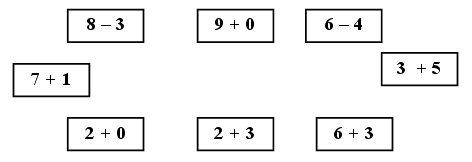 8 – 3
9 + 0
6 – 4
7 + 1
3 + 5
2 + 0
2 + 3
6 + 3